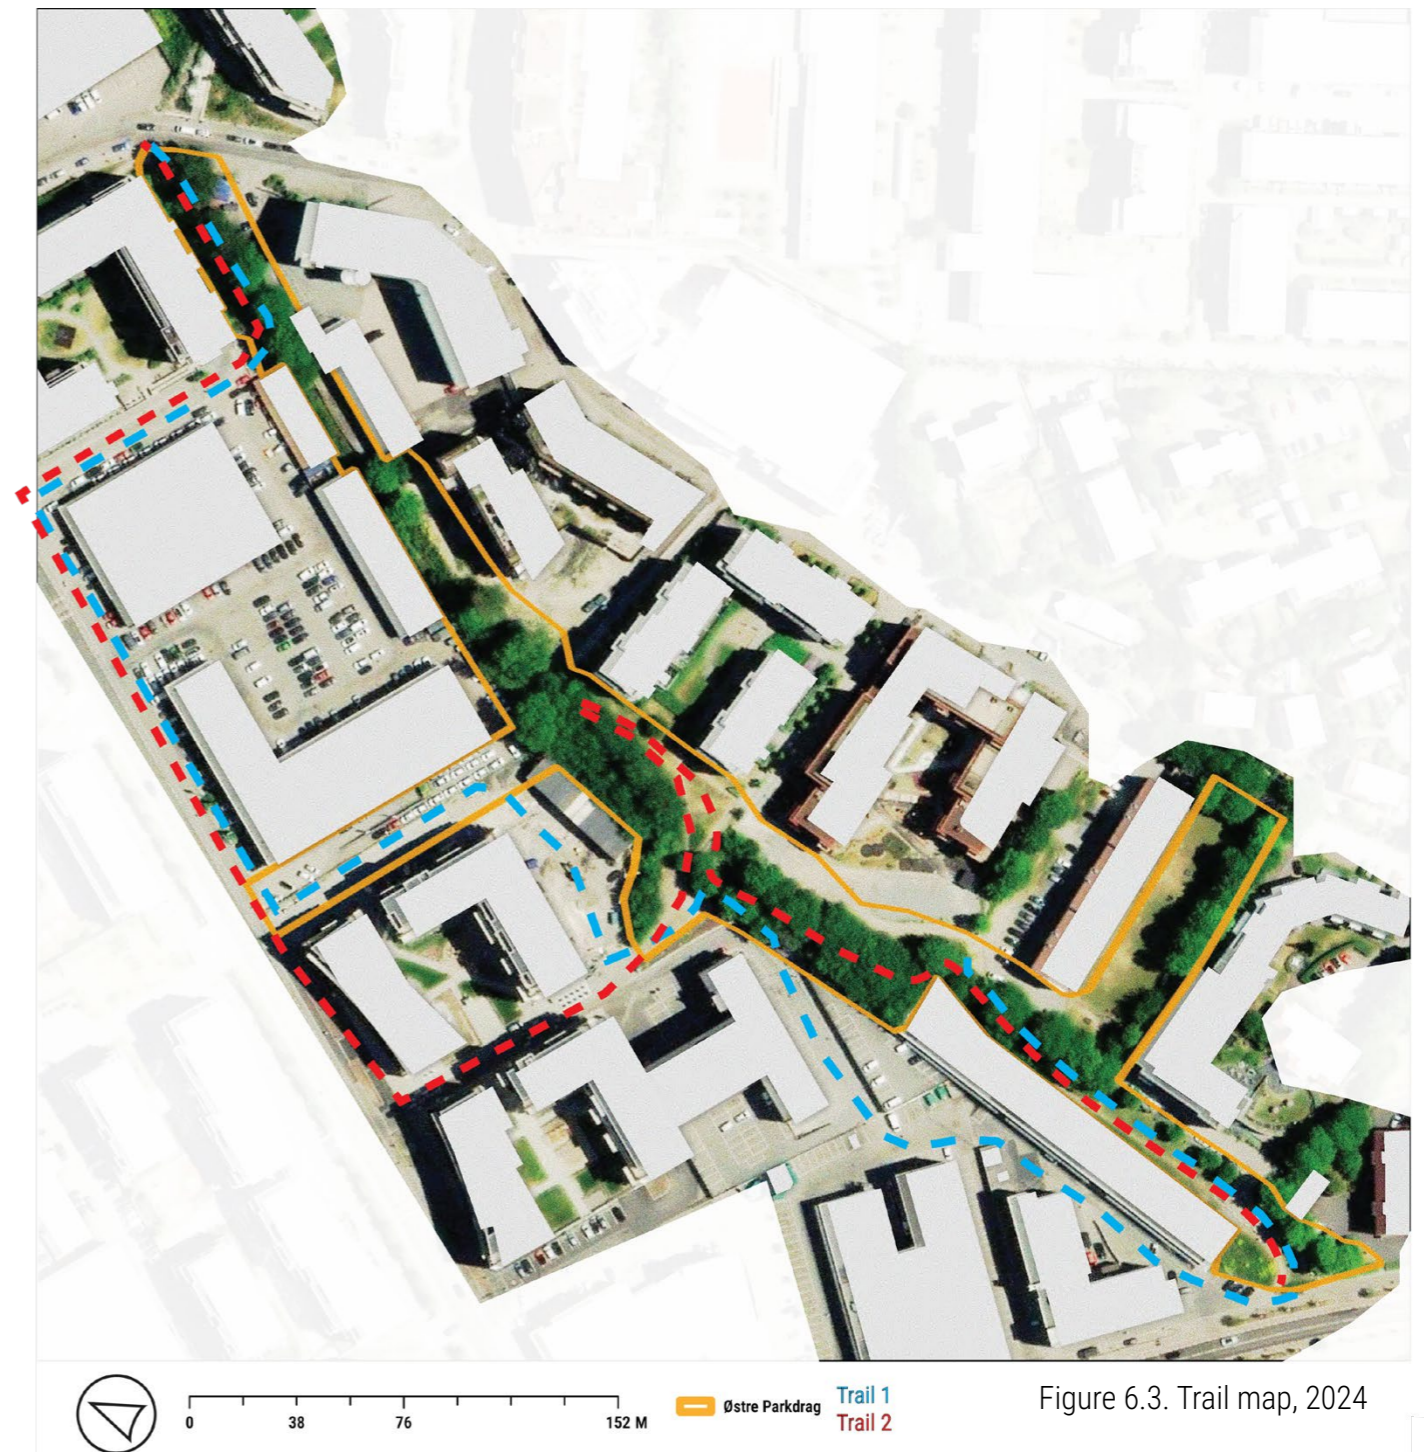 0 38 76 152 M
Østre Parkdrag
Trail 1
Trail 2
Figure 6.3. Trail map, 2024